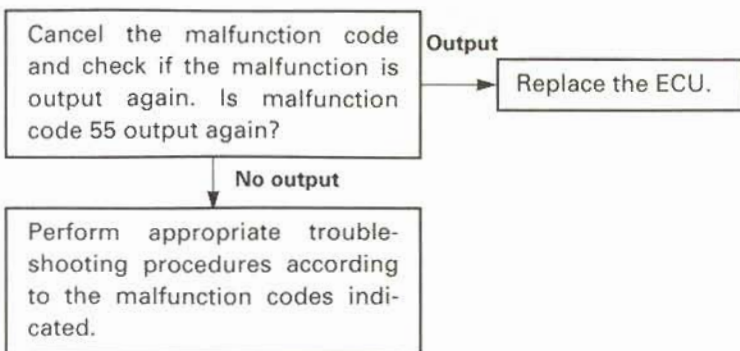 Cancel the malfunction code
and check if the malfunction is
output again. Is malfunction
code 55 output again?
Output
Replace the ECU.
No output
Perform appropriate trouble-
shooting procedures according
to the malfunction codes indi-
cated.